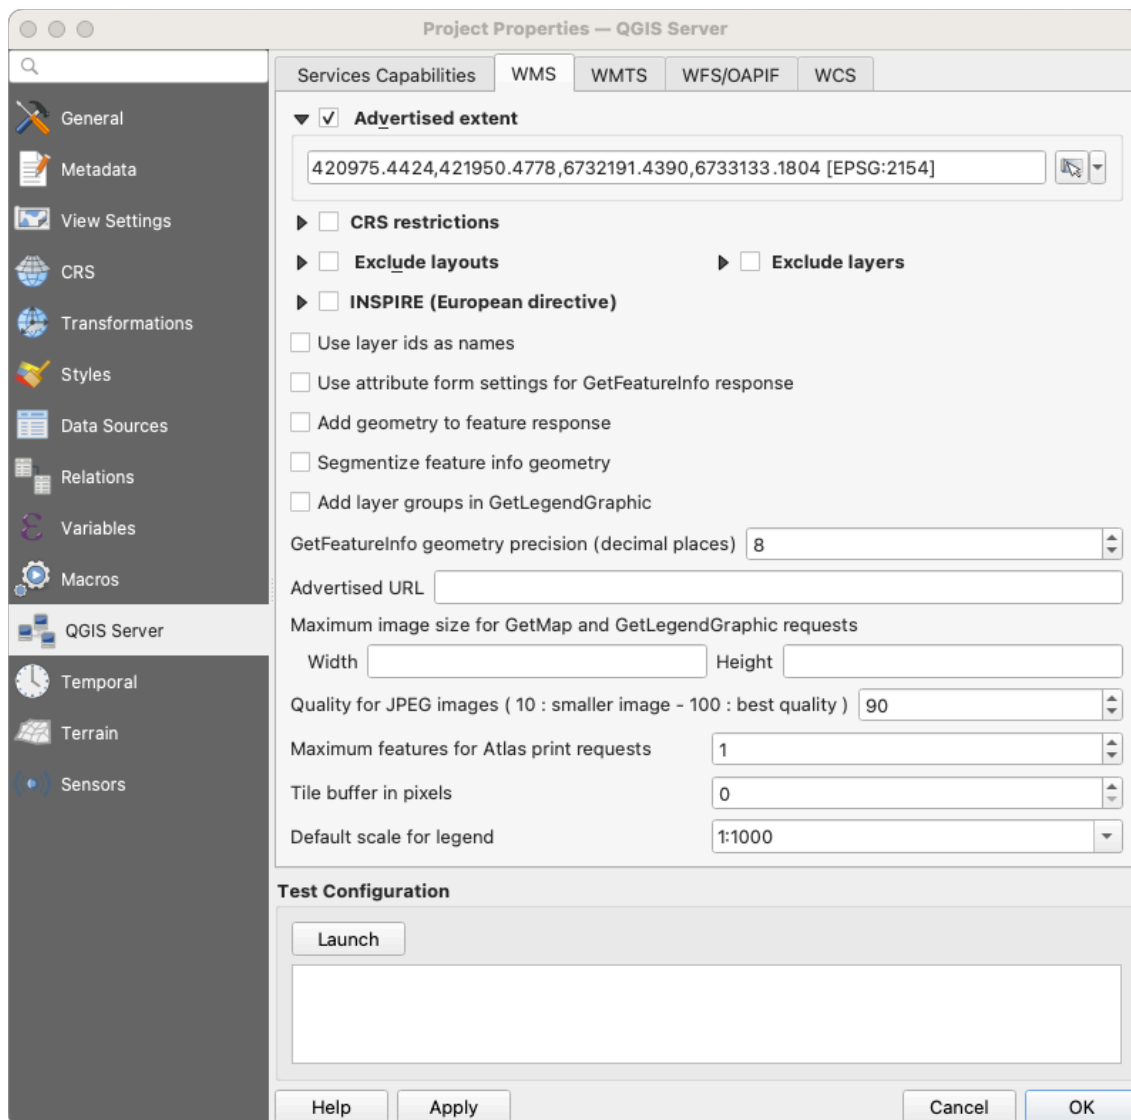 Project Properties — QGIS Server
General
Metadata
View Settings
CRS
Transformations
Styles
Data Sources
Relations
Variables
Macros
QGIS Server
Temporal
Terrain
Sensors
Services Capabilities WMS WMTS WFS/OAPIF WCS
Advertised extent
420975.4424,421950.4778,6732191.4390,6733133.1804 [EPSG:2154]
CRS restrictions
Exclude layouts Exclude layers
INSPIRE (European directive)
Use layer ids as names
Use attribute form settings for GetFeatureInfo response
Add geometry to feature response
Segmentize feature info geometry
Add layer groups in GetLegendGraphic
GetFeatureInfo geometry precision (decimal places) 8
Advertised URL
Maximum image size for GetMap and GetLegendGraphic requests
Width Height
Quality for JPEG images ( 10 : smaller image - 100 : best quality ) 90
Maximum features for Atlas print requests 1
Tile buffer in pixels 0
Default scale for legend 1:1000
Test Configuration
Launch
Help Apply Cancel OK